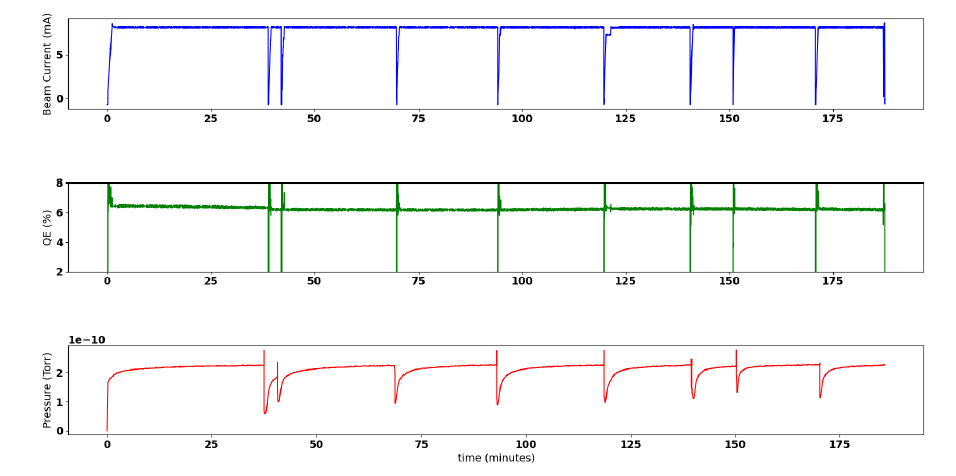 Beam Current (mA)
5
0
0 25 50 75 100 125 150 175
QE (%)
8
6
4
2
0 25 50 75 100 125 150 175
1e−10
Pressure (Torr)
2
1
0
0 25 50 75 100 125 150 175
time (minutes)